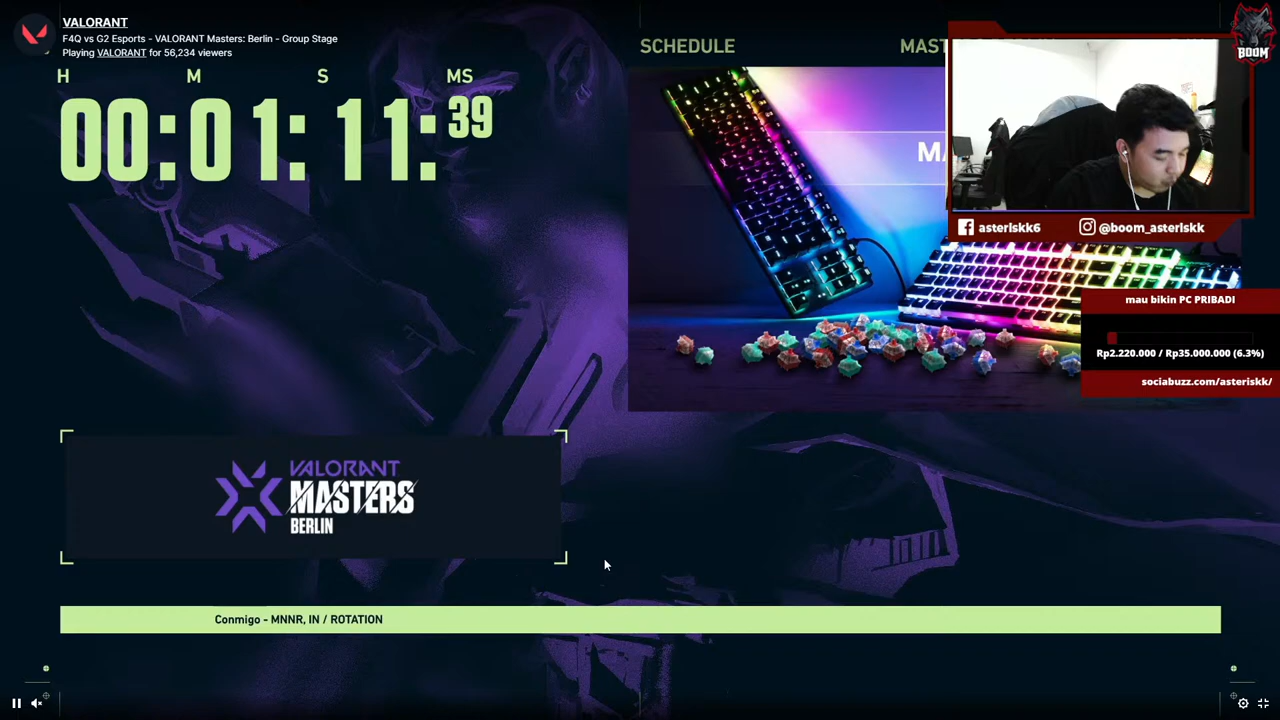 VALORANT
F4Q vs G2 Esports - VALORANT Masters: Berlin - Group Stage
Playing VALORANT for 56,234 viewers
H M S MS
00:01:11:39
SCHEDULE
BOOM
asteriskk6 @boom_asteriskk
mau bikin PC PRIBADI
Rp2.220.000 / Rp35.000.000 (6.3%)
sociabuzz.com/asteriskk/
VALORANT
MASTERS
BERLIN
Conmigo - MNNR, IN / ROTATION